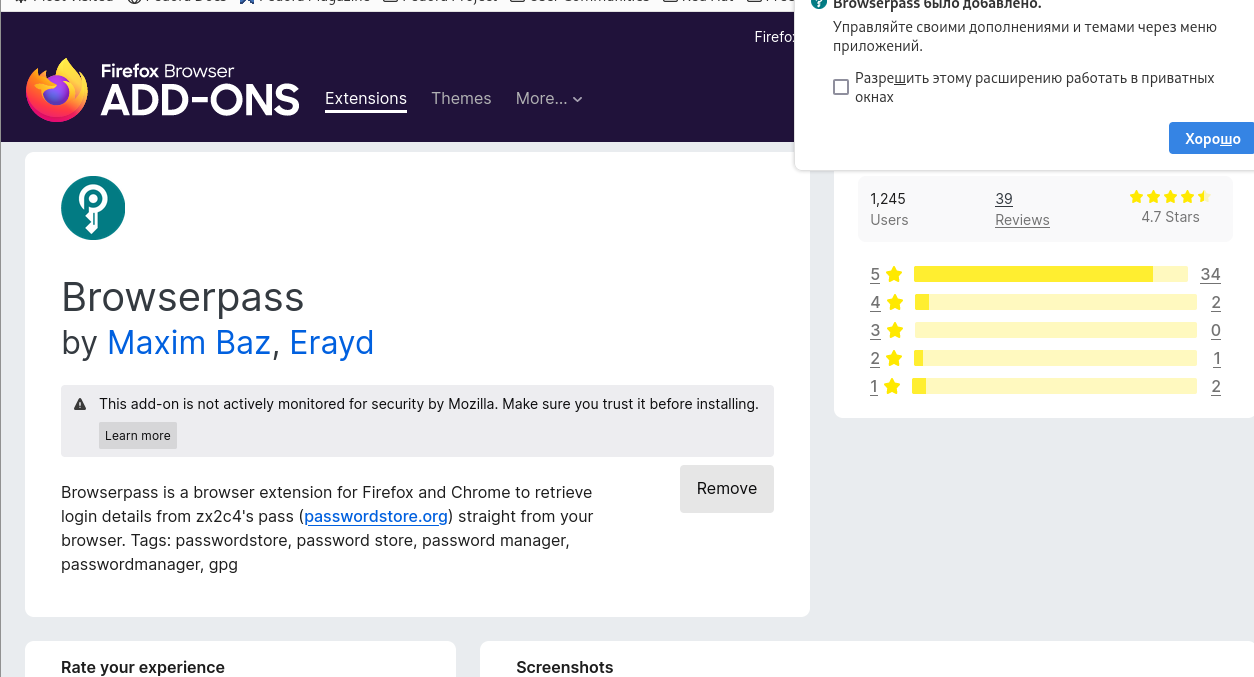 Browserpass было добавлено.
Управляйте своими дополнениями и темами через меню
приложений.
Разрешить этому расширению работать в приватных
окнах
Хорошо
Firefox Browser
ADD-ONS
Extensions
Themes
More...
1,245
Users
39
Reviews
4.7 Stars
5
34
4
2
3
0
2
1
1
2
Browserpass
by Maxim Baz, Erayd
This add-on is not actively monitored for security by Mozilla. Make sure you trust it before installing.
Learn more
Remove
Browserpass is a browser extension for Firefox and Chrome to retrieve
login details from zx2c4's pass (passwordstore.org) straight from your
browser. Tags: passwordstore, password store, password manager,
passwordmanager, gpg
Rate your experience
Screenshots